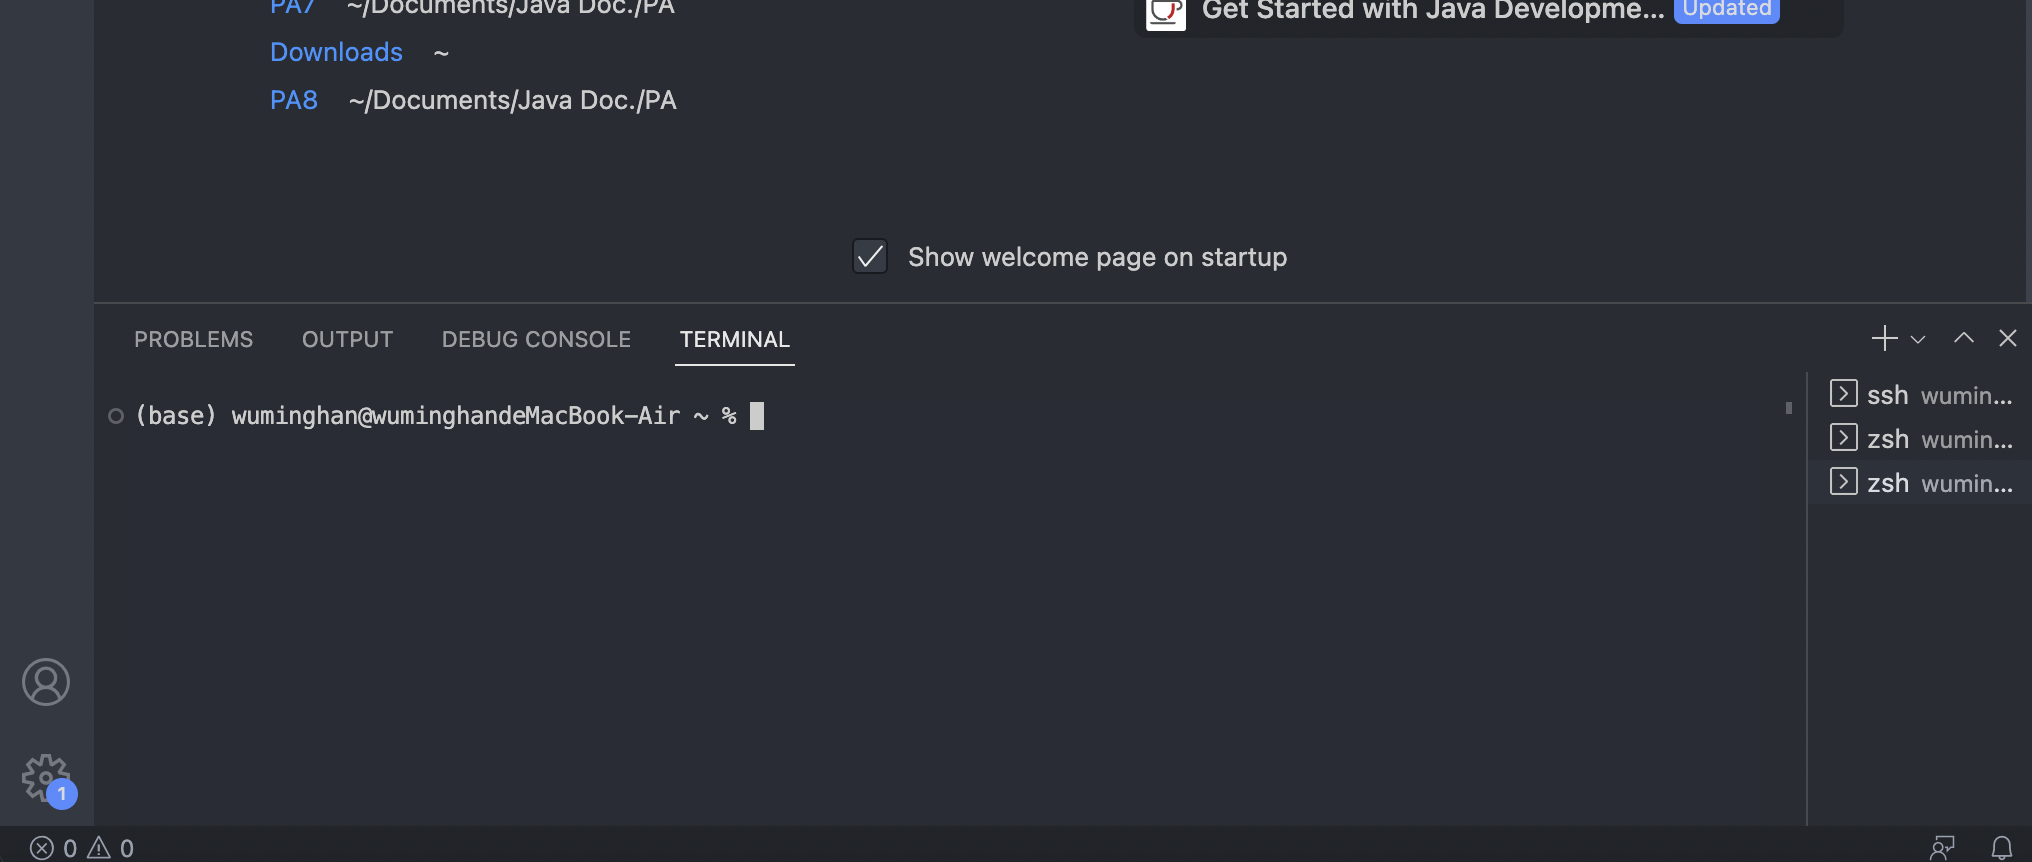 PA7 ~/Documents/Java Doc./PA
Get Started with Java Developme... Updated
Downloads ~
PA8 ~/Documents/Java Doc./PA
Show welcome page on startup
PROBLEMS OUTPUT DEBUG CONSOLE TERMINAL
(base) wuminghan@wuminghandeMacBook-Air ~ %
ssh wumin...
zsh wumin...
zsh wumin...
1
0 0